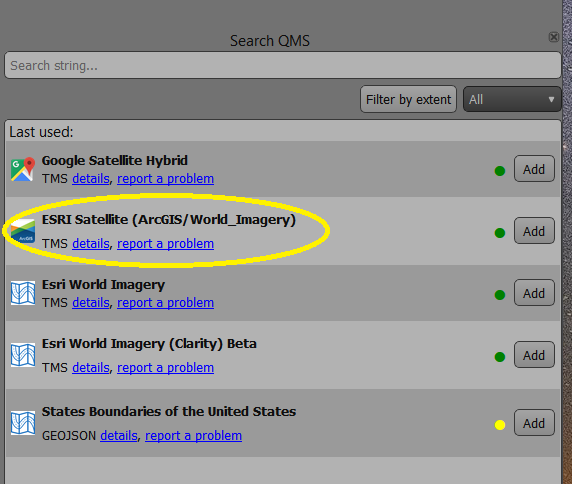 Search QMS
Search string...
Filter by extent All
Last used:
Google Satellite Hybrid
TMS details, report a problem
Add
ESRI Satellite (ArcGIS/World_Imagery)
TMS details, report a problem
Add
ArcGIS
Esri World Imagery
TMS details, report a problem
Add
Esri World Imagery (Clarity) Beta
TMS details, report a problem
Add
States Boundaries of the United States
GEOJSON details, report a problem
Add